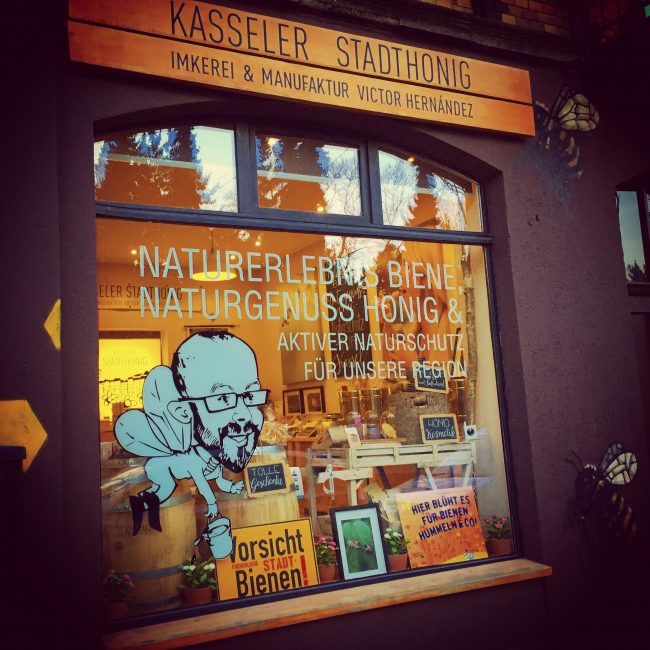 KASSELER STADTHONIG
IMKEREI & MANUFAKTUR VICTOR HERNÁNDEZ
NATURERLEBNIS BIENE,
NATURGENUSS HONIG &
AKTIVER NATURSCHUTZ
FÜR UNSERE REGION
STADTHONIG
HONIG
TOLLE
Geschenke
HIER BLÜHT ES
FÜR BIENEN
HUMMELN & CO!
Vorsicht
STADT-
Bienen!